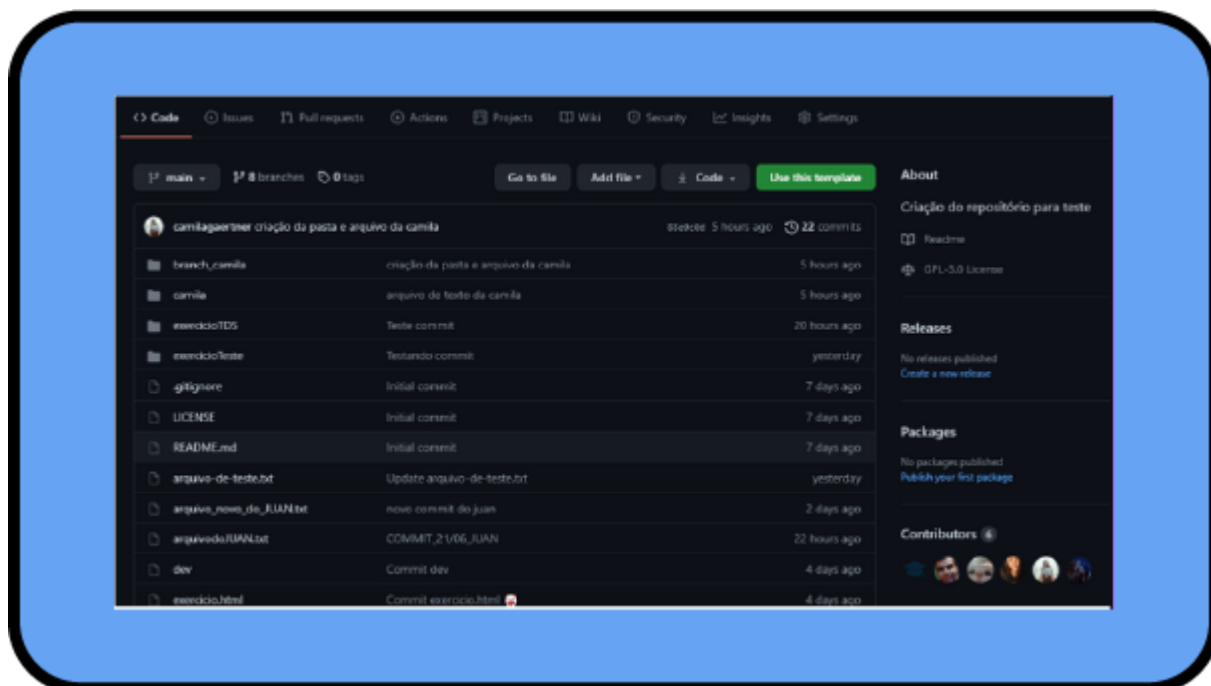 Code Issues Pull requests Actions Projects Wiki Security Insights Settings
main 8 branches 0 tags Go to file Add file Code Use this template
camilagaertner criação da pasta e arquivo da camila 5 hours ago 22 commits
branch_camila criação da pasta e arquivo da camila 5 hours ago
camila arquivo de texto da camila 5 hours ago
exercicioTDS Teste commit 20 hours ago
exercicioTeste Testando commit yesterday
.gitignore Initial commit 7 days ago
LICENSE Initial commit 7 days ago
README.md Initial commit 7 days ago
arquivo-de-teste.txt Update arquivo-de-teste.txt yesterday
arquivo_novo_do_JUAN.txt novo commit do juan 2 days ago
arquivodoJUAN.txt COMMIT_21/06_JUAN 22 hours ago
dev Commit dev 4 days ago
exercicio.html Commit exercicio.html 4 days ago
About
Criação do repositório para teste
Readme
GPL-3.0 License
Releases
No releases published
Create a new release
Packages
No packages published
Publish your first package
Contributors 6